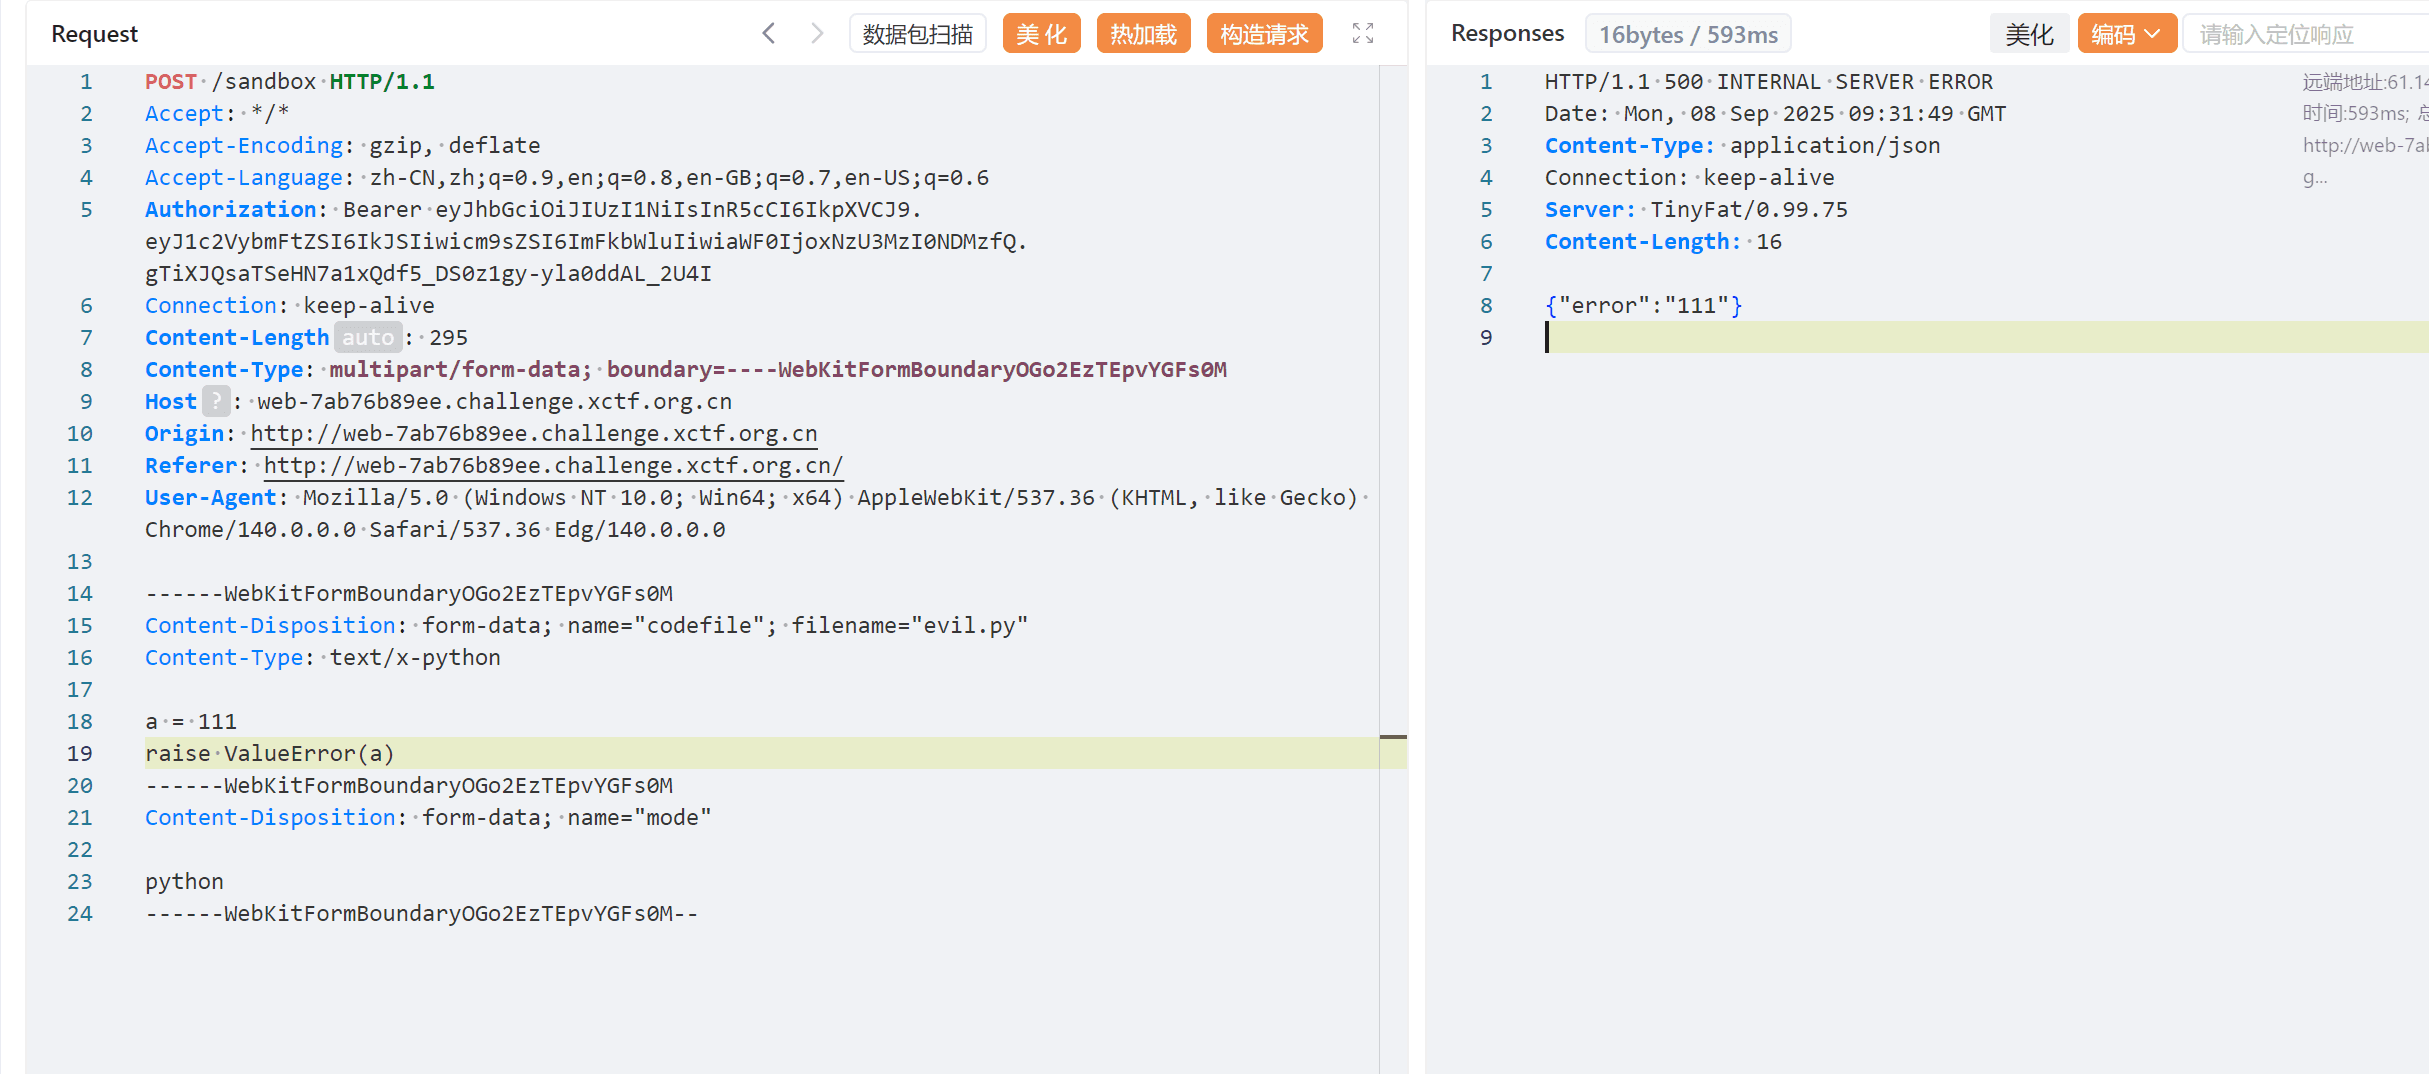 Request
数据包扫描 美 化 热加载 构造请求
1 POST /sandbox HTTP/1.1
2 Accept: */*
3 Accept-Encoding: gzip, deflate
4 Accept-Language: zh-CN,zh;q=0.9,en;q=0.8,en-GB;q=0.7,en-US;q=0.6
5 Authorization: Bearer eyJhbGciOiJIUzI1NiIsInR5cCI6IkpXVCJ9.
eyJ1c2VybmFtZSI6IkJSIiwicm9sZSI6ImFkbWluIiwiaWF0IjoxNzU3MzI0NDMzfQ.
gTiXJQsaTSeHN7a1xQdf5_DS0z1gy-yla0ddAL_2U4I
6 Connection: keep-alive
7 Content-Length auto: 295
8 Content-Type: multipart/form-data; boundary=----WebKitFormBoundaryOGo2EzTEpvYGFs0M
9 Host ?: web-7ab76b89ee.challenge.xctf.org.cn
10 Origin: http://web-7ab76b89ee.challenge.xctf.org.cn
11 Referer: http://web-7ab76b89ee.challenge.xctf.org.cn/
12 User-Agent: Mozilla/5.0 (Windows NT 10.0; Win64; x64) AppleWebKit/537.36 (KHTML, like Gecko)
Chrome/140.0.0.0 Safari/537.36 Edg/140.0.0.0
13
14 ------WebKitFormBoundaryOGo2EzTEpvYGFs0M
15 Content-Disposition: form-data; name="codefile"; filename="evil.py"
16 Content-Type: text/x-python
17
18 a = 111
19 raise ValueError(a)
20 ------WebKitFormBoundaryOGo2EzTEpvYGFs0M
21 Content-Disposition: form-data; name="mode"
22
23 python
24 ------WebKitFormBoundaryOGo2EzTEpvYGFs0M--
Responses 16bytes / 593ms 美化 编码 请输入定位响应
1 HTTP/1.1 500 INTERNAL SERVER ERROR
2 Date: Mon, 08 Sep 2025 09:31:49 GMT
3 Content-Type: application/json
4 Connection: keep-alive
5 Server: TinyFat/0.99.75
6 Content-Length: 16
7
8 {"error":"111"}
9
远端地址:61.14
时间:593ms; 总
http://web-7ab
g...